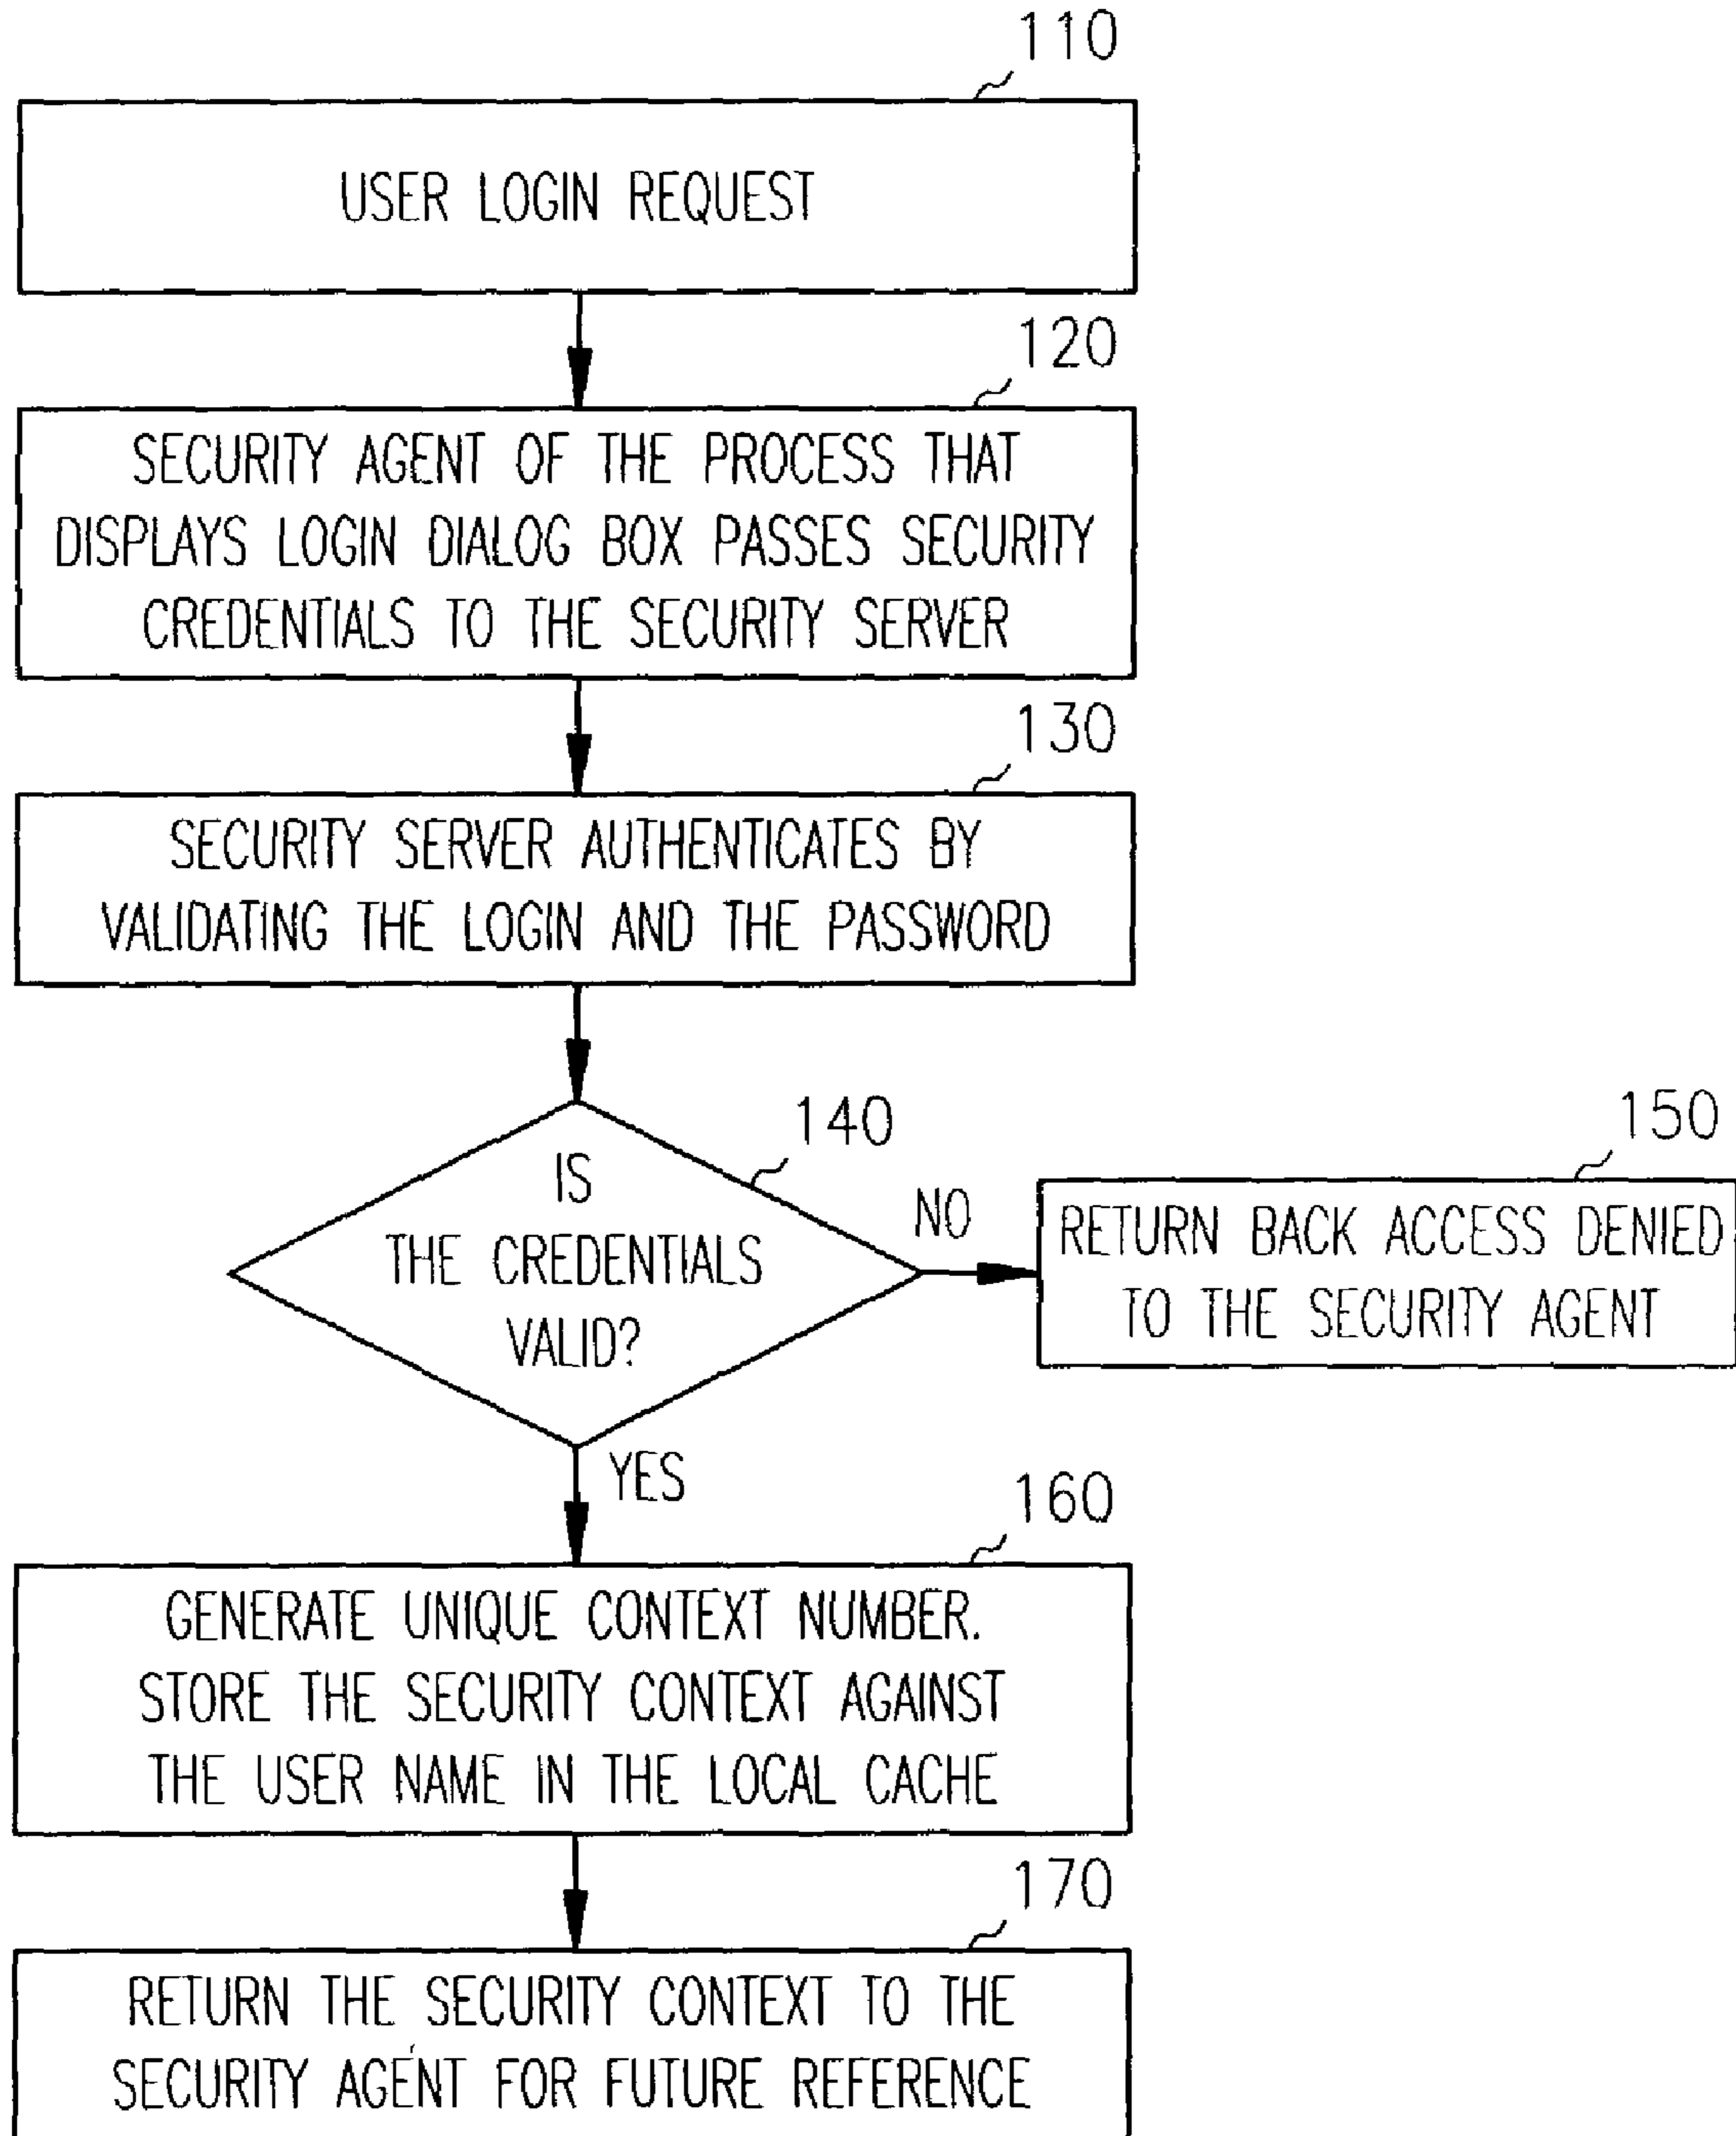 110
USER LOGIN REQUEST
120
SECURITY AGENT OF THE PROCESS THAT
DISPLAYS LOGIN DIALOG BOX PASSES SECURITY
CREDENTIALS TO THE SECURITY SERVER
130
SECURITY SERVER AUTHENTICATES BY
VALIDATING THE LOGIN AND THE PASSWORD
140
IS
THE CREDENTIALS
VALID?
NO
150
RETURN BACK ACCESS DENIED
TO THE SECURITY AGENT
YES
160
GENERATE UNIQUE CONTEXT NUMBER.
STORE THE SECURITY CONTEXT AGAINST
THE USER NAME IN THE LOCAL CACHE
170
RETURN THE SECURITY CONTEXT TO THE
SECURITY AGENT FOR FUTURE REFERENCE